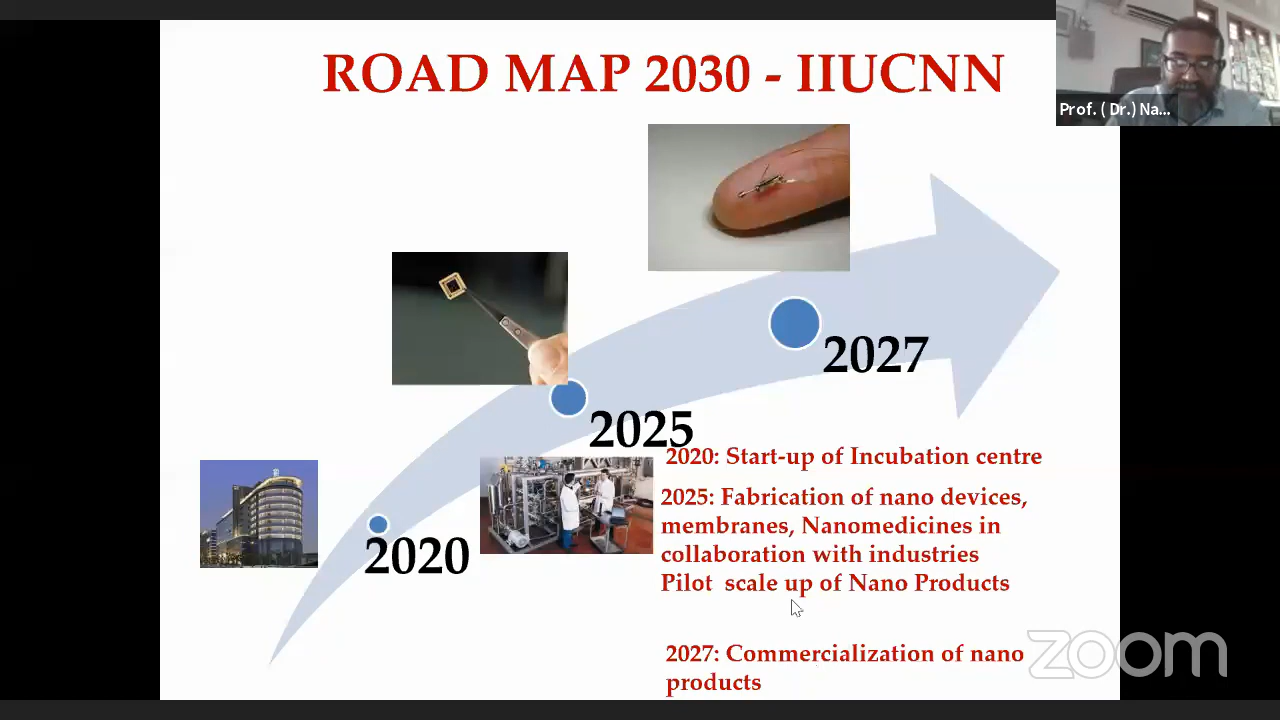 ROAD MAP 2030 - IIUCNN
Prof. ( Dr.) Na...
2027
2025
2020
2020: Start-up of Incubation centre
2025: Fabrication of nano devices,
membranes, Nanomedicines in
collaboration with industries
Pilot scale up of Nano Products
2027: Commercialization of nano
products
zoom